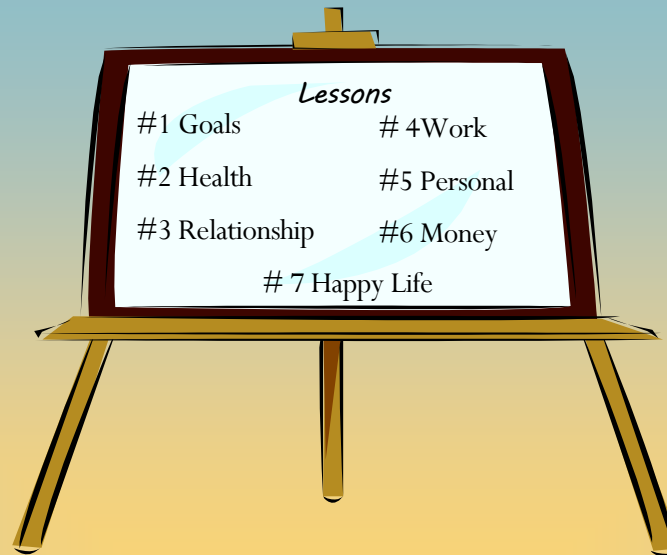 Lessons
#1 Goals
#2 Health
#3 Relationship
# 4Work
#5 Personal
#6 Money
# 7 Happy Life